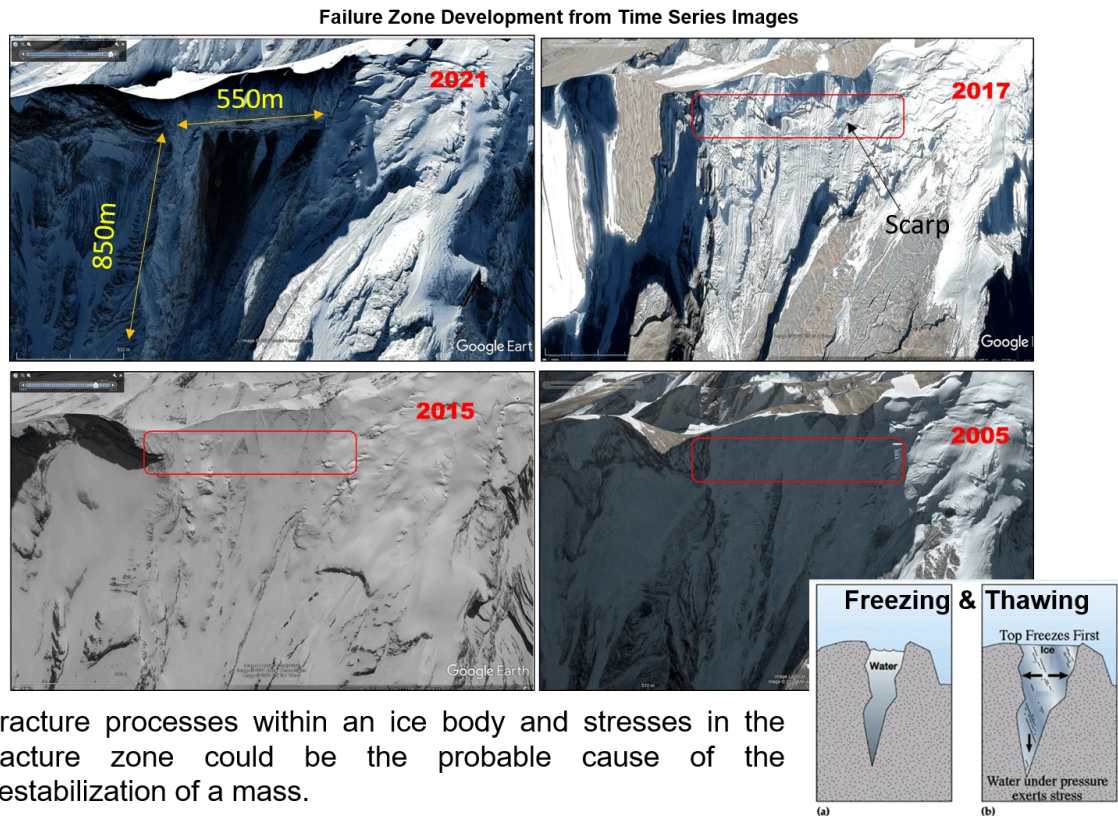 Failure Zone Development from Time Series Images
2021
550m
850m
Google Eart
2017
Scarp
Google
2015
Google Earth
2005
Freezing & Thawing
Water
Top Freezes First
Ice
Water under pressure
exerts stress
(a)
(b)
racture processes within an ice body and stresses in the
acture zone could be the probable cause of the
estabilization of a mass.